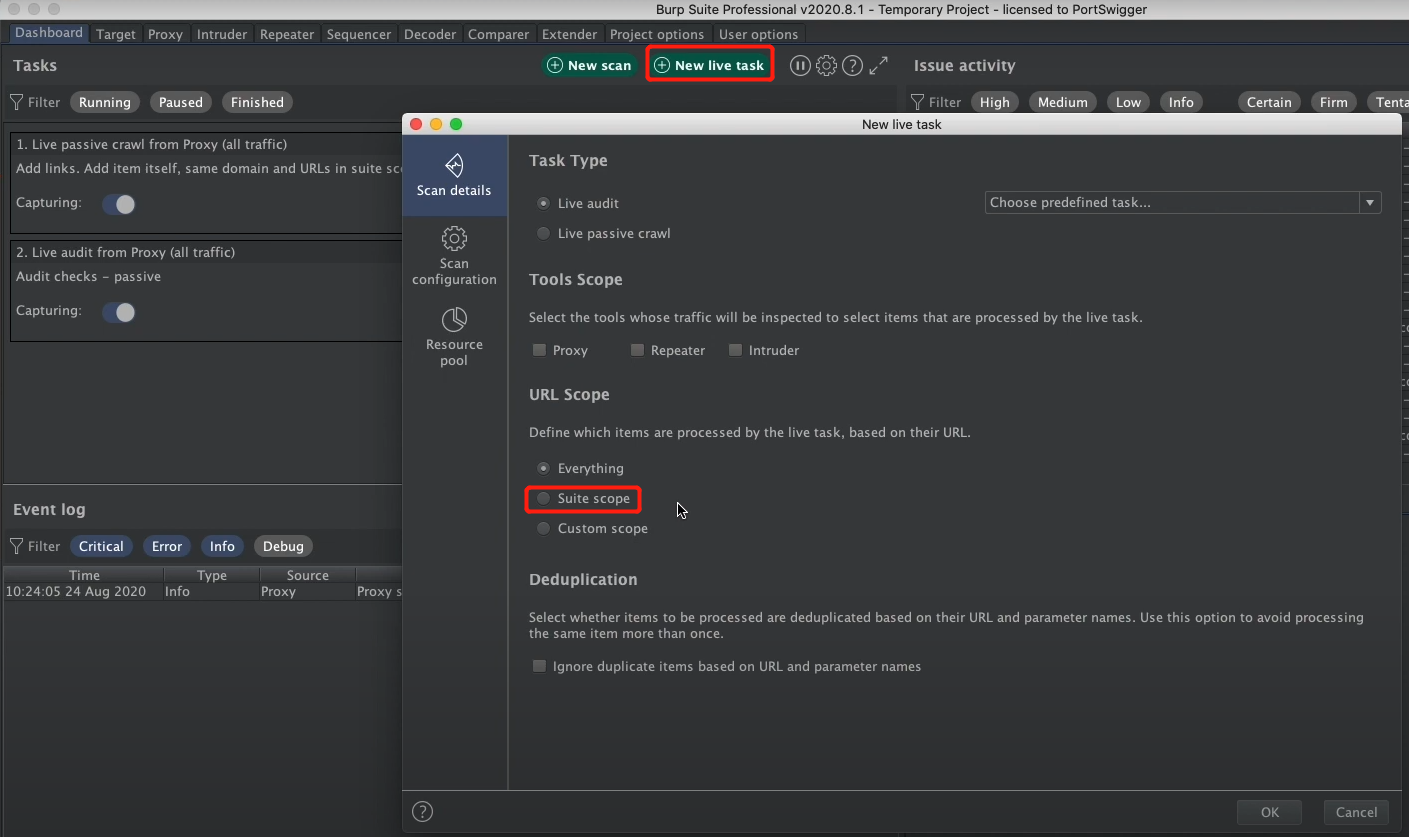 Burp Suite Professional v2020.8.1 - Temporary Project - licensed to PortSwigger
Dashboard Target Proxy Intruder Repeater Sequencer Decoder Comparer Extender Project options User options
Tasks
New scan
New live task
Issue activity
Filter Running Paused Finished
Filter High Medium Low Info Certain Firm Tenta
1. Live passive crawl from Proxy (all traffic)
Add links. Add item itself, same domain and URLs in suite sc
Capturing:
2. Live audit from Proxy (all traffic)
Audit checks - passive
Capturing:
Event log
Filter Critical Error Info Debug
Time Type Source
10:24:05 24 Aug 2020 Info Proxy Proxy s
New live task
Scan details
Scan
configuration
Resource
pool
Task Type
Live audit
Choose predefined task...
Live passive crawl
Tools Scope
Select the tools whose traffic will be inspected to select items that are processed by the live task.
Proxy Repeater Intruder
URL Scope
Define which items are processed by the live task, based on their URL.
Everything
Suite scope
Custom scope
Deduplication
Select whether items to be processed are deduplicated based on their URL and parameter names. Use this option to avoid processing
the same item more than once.
Ignore duplicate items based on URL and parameter names
OK Cancel